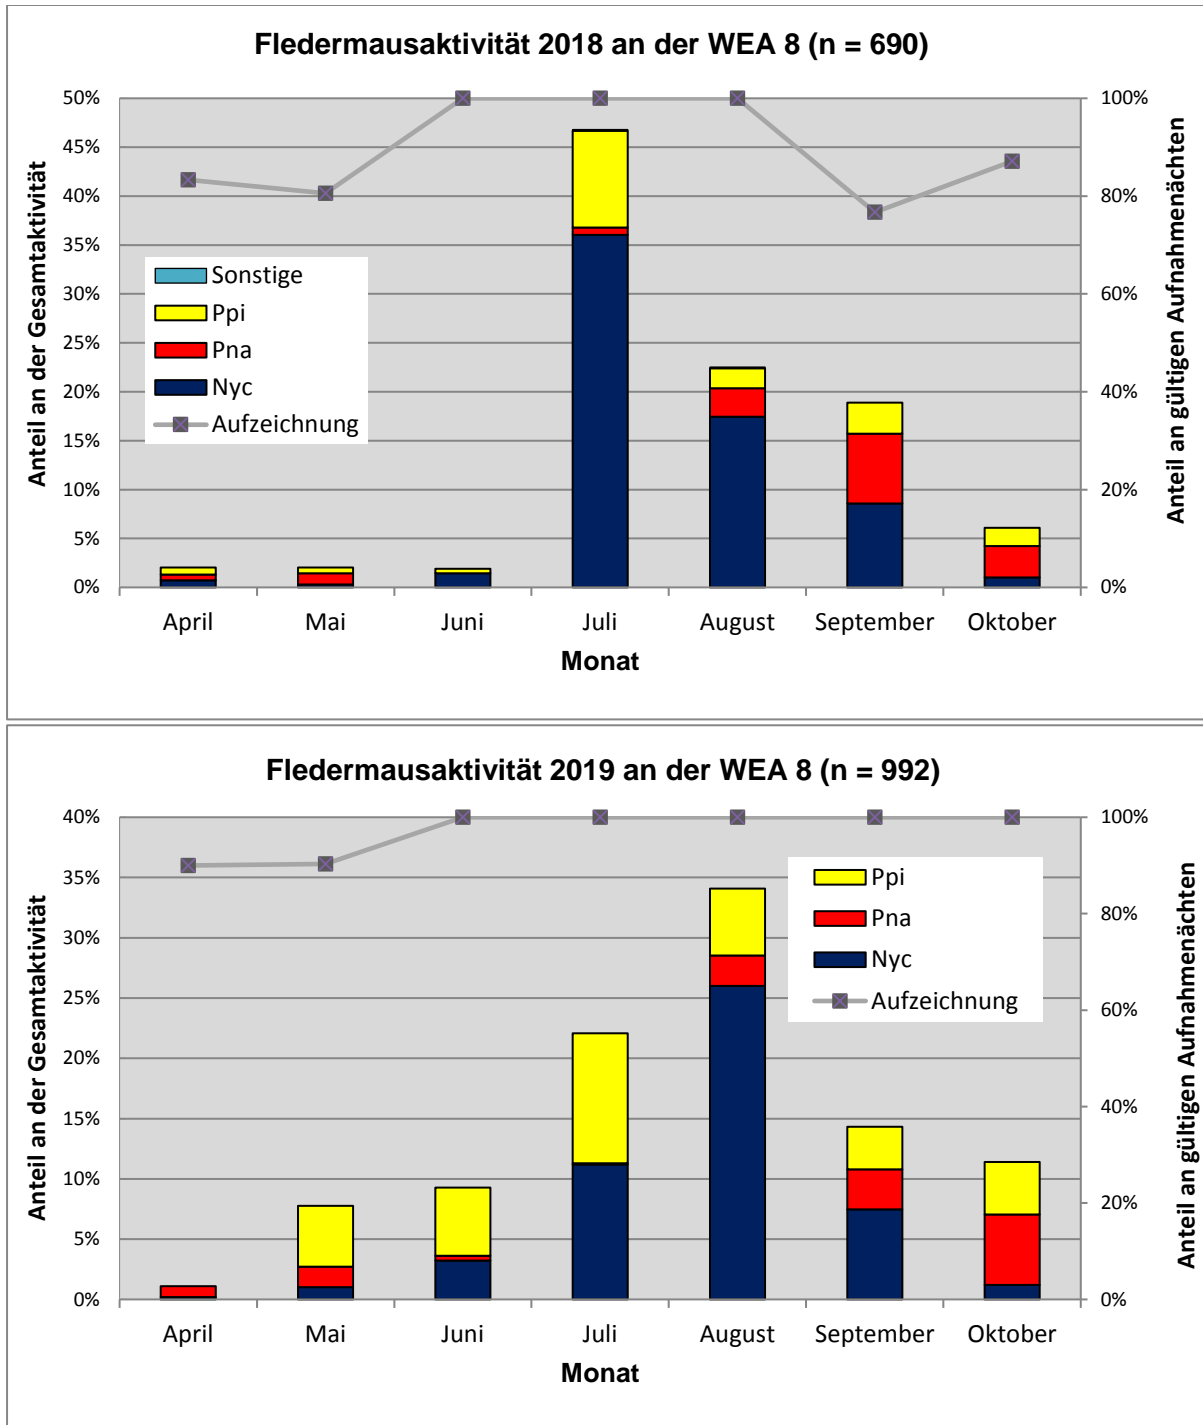 Fledermausaktivität 2018 an der WEA 8 (n = 690)
Anteil an der Gesamtaktivität
50%
45%
40%
35%
30%
25%
20%
15%
10%
5%
0%
Sonstige
Ppi
Pna
Nyc
Aufzeichnung
100%
80%
60%
40%
20%
0%
Anteil an gültigen Aufnahmenächten
April Mai Juni Juli August September Oktober
Monat
Fledermausaktivität 2019 an der WEA 8 (n = 992)
Anteil an der Gesamtaktivität
40%
35%
30%
25%
20%
15%
10%
5%
0%
Ppi
Pna
Nyc
Aufzeichnung
100%
80%
60%
40%
20%
0%
Anteil an gültigen Aufnahmenächten
April Mai Juni Juli August September Oktober
Monat